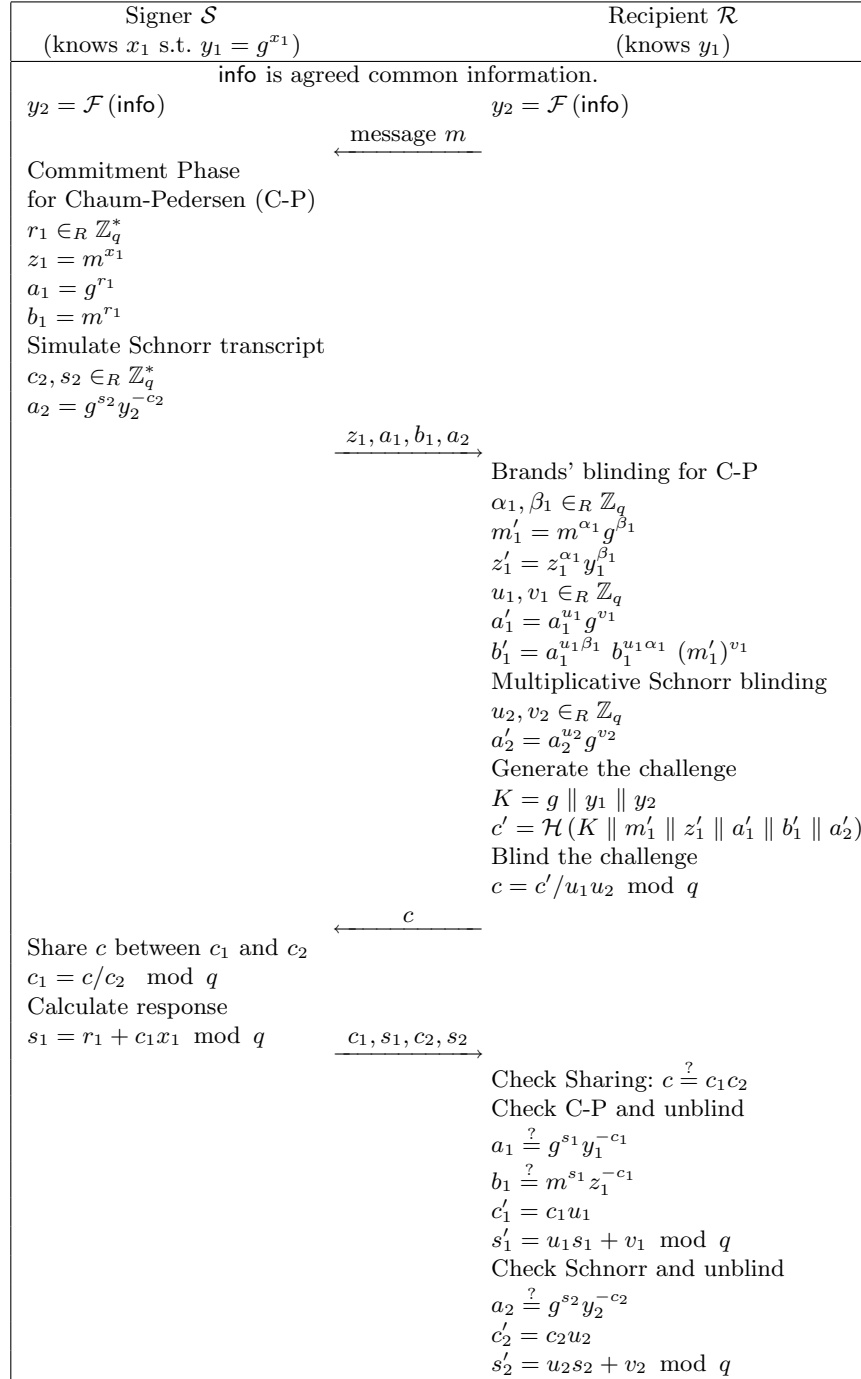 Signer 𝒮 Recipient ℛ
(knows x₁ s.t. y₁ = g^{x₁}) (knows y₁)
info is agreed common information.
y₂ = ℱ(info) y₂ = ℱ(info)
message m
←
Commitment Phase
for Chaum-Pedersen (C-P)
r₁ ∈_R ℤ_q^*
z₁ = m^{x₁}
a₁ = g^{r₁}
b₁ = m^{r₁}
Simulate Schnorr transcript
c₂, s₂ ∈_R ℤ_q^*
a₂ = g^{s₂} y₂^{−c₂}
z₁, a₁, b₁, a₂
→
Brands’ blinding for C-P
α₁, β₁ ∈_R ℤ_q
m′₁ = m^{α₁} g^{β₁}
z′₁ = z₁^{α₁} y₁^{β₁}
u₁, v₁ ∈_R ℤ_q
a′₁ = a₁^{u₁} g^{v₁}
b′₁ = a₁^{u₁β₁} b₁^{u₁α₁} (m′₁)^{v₁}
Multiplicative Schnorr blinding
u₂, v₂ ∈_R ℤ_q
a′₂ = a₂^{u₂} g^{v₂}
Generate the challenge
K = g ∥ y₁ ∥ y₂
c′ = ℋ(K ∥ m′₁ ∥ z′₁ ∥ a′₁ ∥ b′₁ ∥ a′₂)
Blind the challenge
c = c′/u₁u₂ mod q
c
←
Share c between c₁ and c₂
c₁ = c/c₂ mod q
Calculate response
s₁ = r₁ + c₁x₁ mod q c₁, s₁, c₂, s₂
→
Check Sharing: c ≟ c₁c₂
Check C-P and unblind
a₁ ≟ g^{s₁} y₁^{−c₁}
b₁ ≟ m^{s₁} z₁^{−c₁}
c′₁ = c₁u₁
s′₁ = u₁s₁ + v₁ mod q
Check Schnorr and unblind
a₂ ≟ g^{s₂} y₂^{−c₂}
c′₂ = c₂u₂
s′₂ = u₂s₂ + v₂ mod q